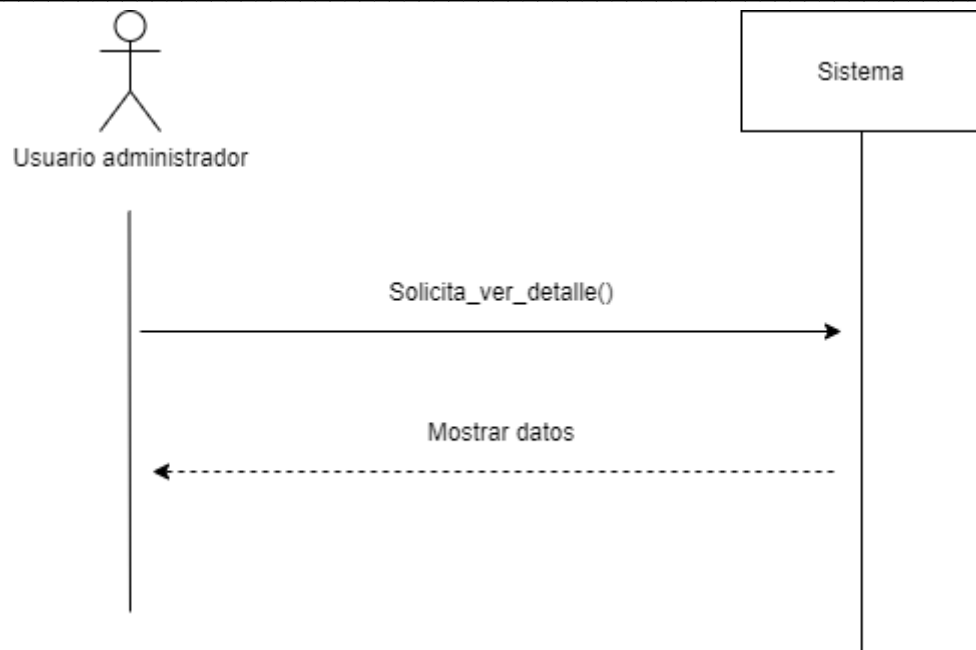 Sistema
Usuario administrador
Solicita_ver_detalle()
Mostrar datos